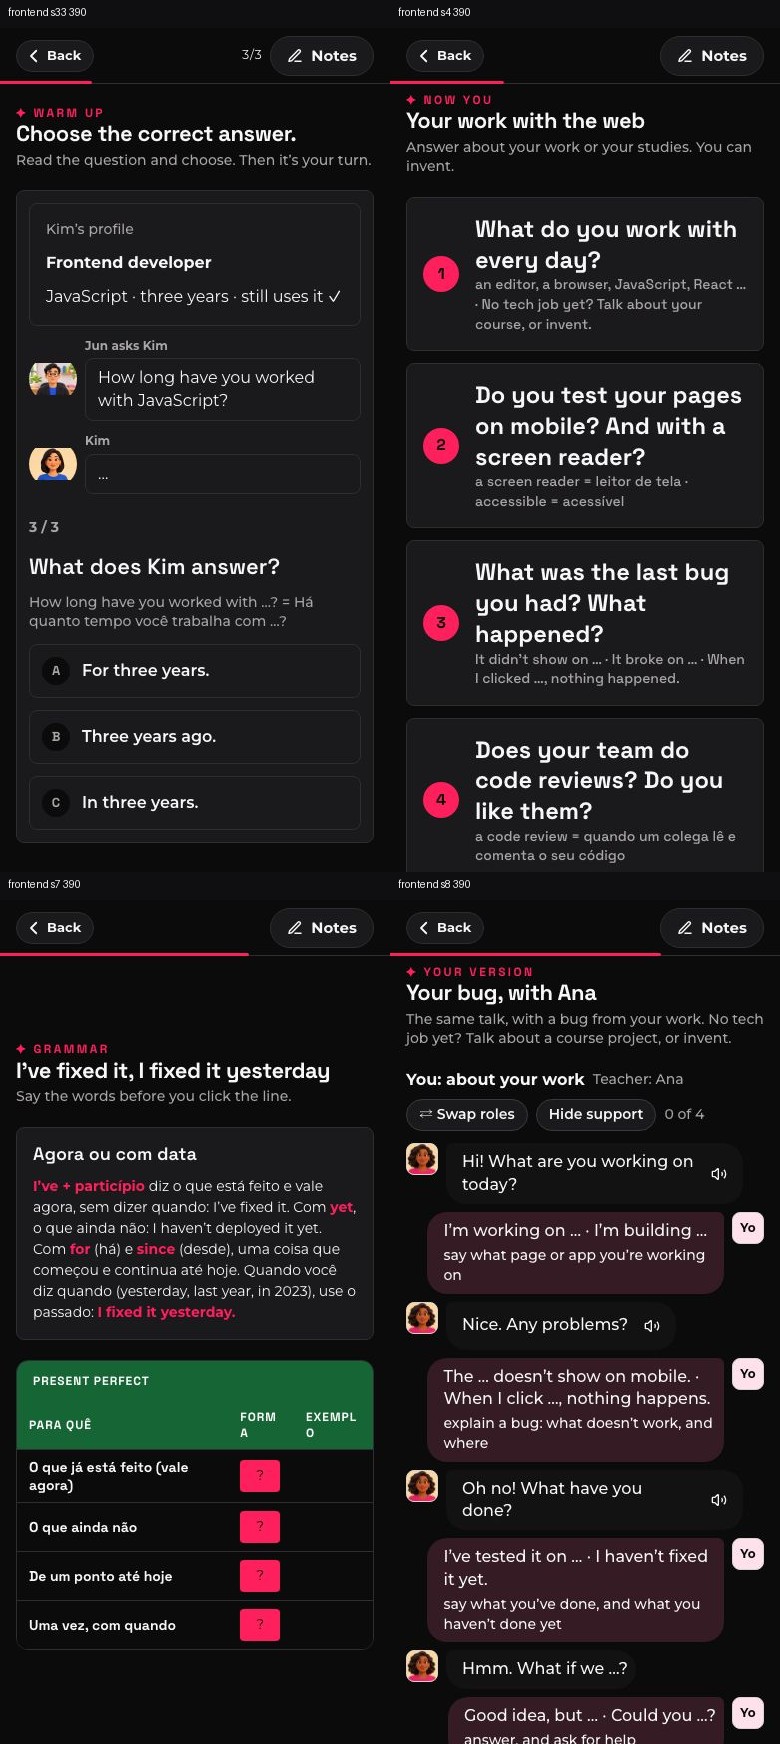 frontend s33 390
Back
3/3
Notes
WARM UP
Choose the correct answer.
Read the question and choose. Then it's your turn.
Kim's profile
Frontend developer
JavaScript · three years · still uses it ✓
Jun asks Kim
How long have you worked
with JavaScript?
Kim
...
3 / 3
What does Kim answer?
How long have you worked with ...? = Há
quanto tempo você trabalha com ...?
A For three years.
B Three years ago.
C In three years.
frontend s4 390
Back
Notes
NOW YOU
Your work with the web
Answer about your work or your studies. You can
invent.
1
What do you work with
every day?
an editor, a browser, JavaScript, React ...
· No tech job yet? Talk about your
course, or invent.
2
Do you test your pages
on mobile? And with a
screen reader?
a screen reader = leitor de tela ·
accessible = acessível
3
What was the last bug
you had? What
happened?
It didn't show on ... · It broke on ... · When
I clicked ..., nothing happened.
4
Does your team do
code reviews? Do you
like them?
a code review = quando um colega lê e
comenta o seu código
frontend s7 390
Back
Notes
GRAMMAR
I've fixed it, I fixed it yesterday
Say the words before you click the line.
Agora ou com data
I've + particípio diz o que está feito e vale
agora, sem dizer quando: I've fixed it. Com yet,
o que ainda não: I haven't deployed it yet.
Com for (há) e since (desde), uma coisa que
começou e continua até hoje. Quando você
diz quando (yesterday, last year, in 2023), use o
passado: I fixed it yesterday.
PRESENT PERFECT
PARA QUÊ FORM EXEMPL
A O
O que já está feito (vale
agora)
?
O que ainda não ?
De um ponto até hoje ?
Uma vez, com quando ?
frontend s8 390
Back
Notes
YOUR VERSION
Your bug, with Ana
The same talk, with a bug from your work. No tech
job yet? Talk about a course project, or invent.
You: about your work Teacher: Ana
Swap roles Hide support 0 of 4
Hi! What are you working on
today?
I'm working on ... · I'm building ...
say what page or app you're working
on
Yo
Nice. Any problems?
The ... doesn't show on mobile. ·
When I click ..., nothing happens.
explain a bug: what doesn't work, and
where
Yo
Oh no! What have you
done?
I've tested it on ... · I haven't fixed
it yet.
say what you've done, and what you
haven't done yet
Yo
Hmm. What if we ...?
Good idea, but ... · Could you ...?
answer, and ask for help
Yo